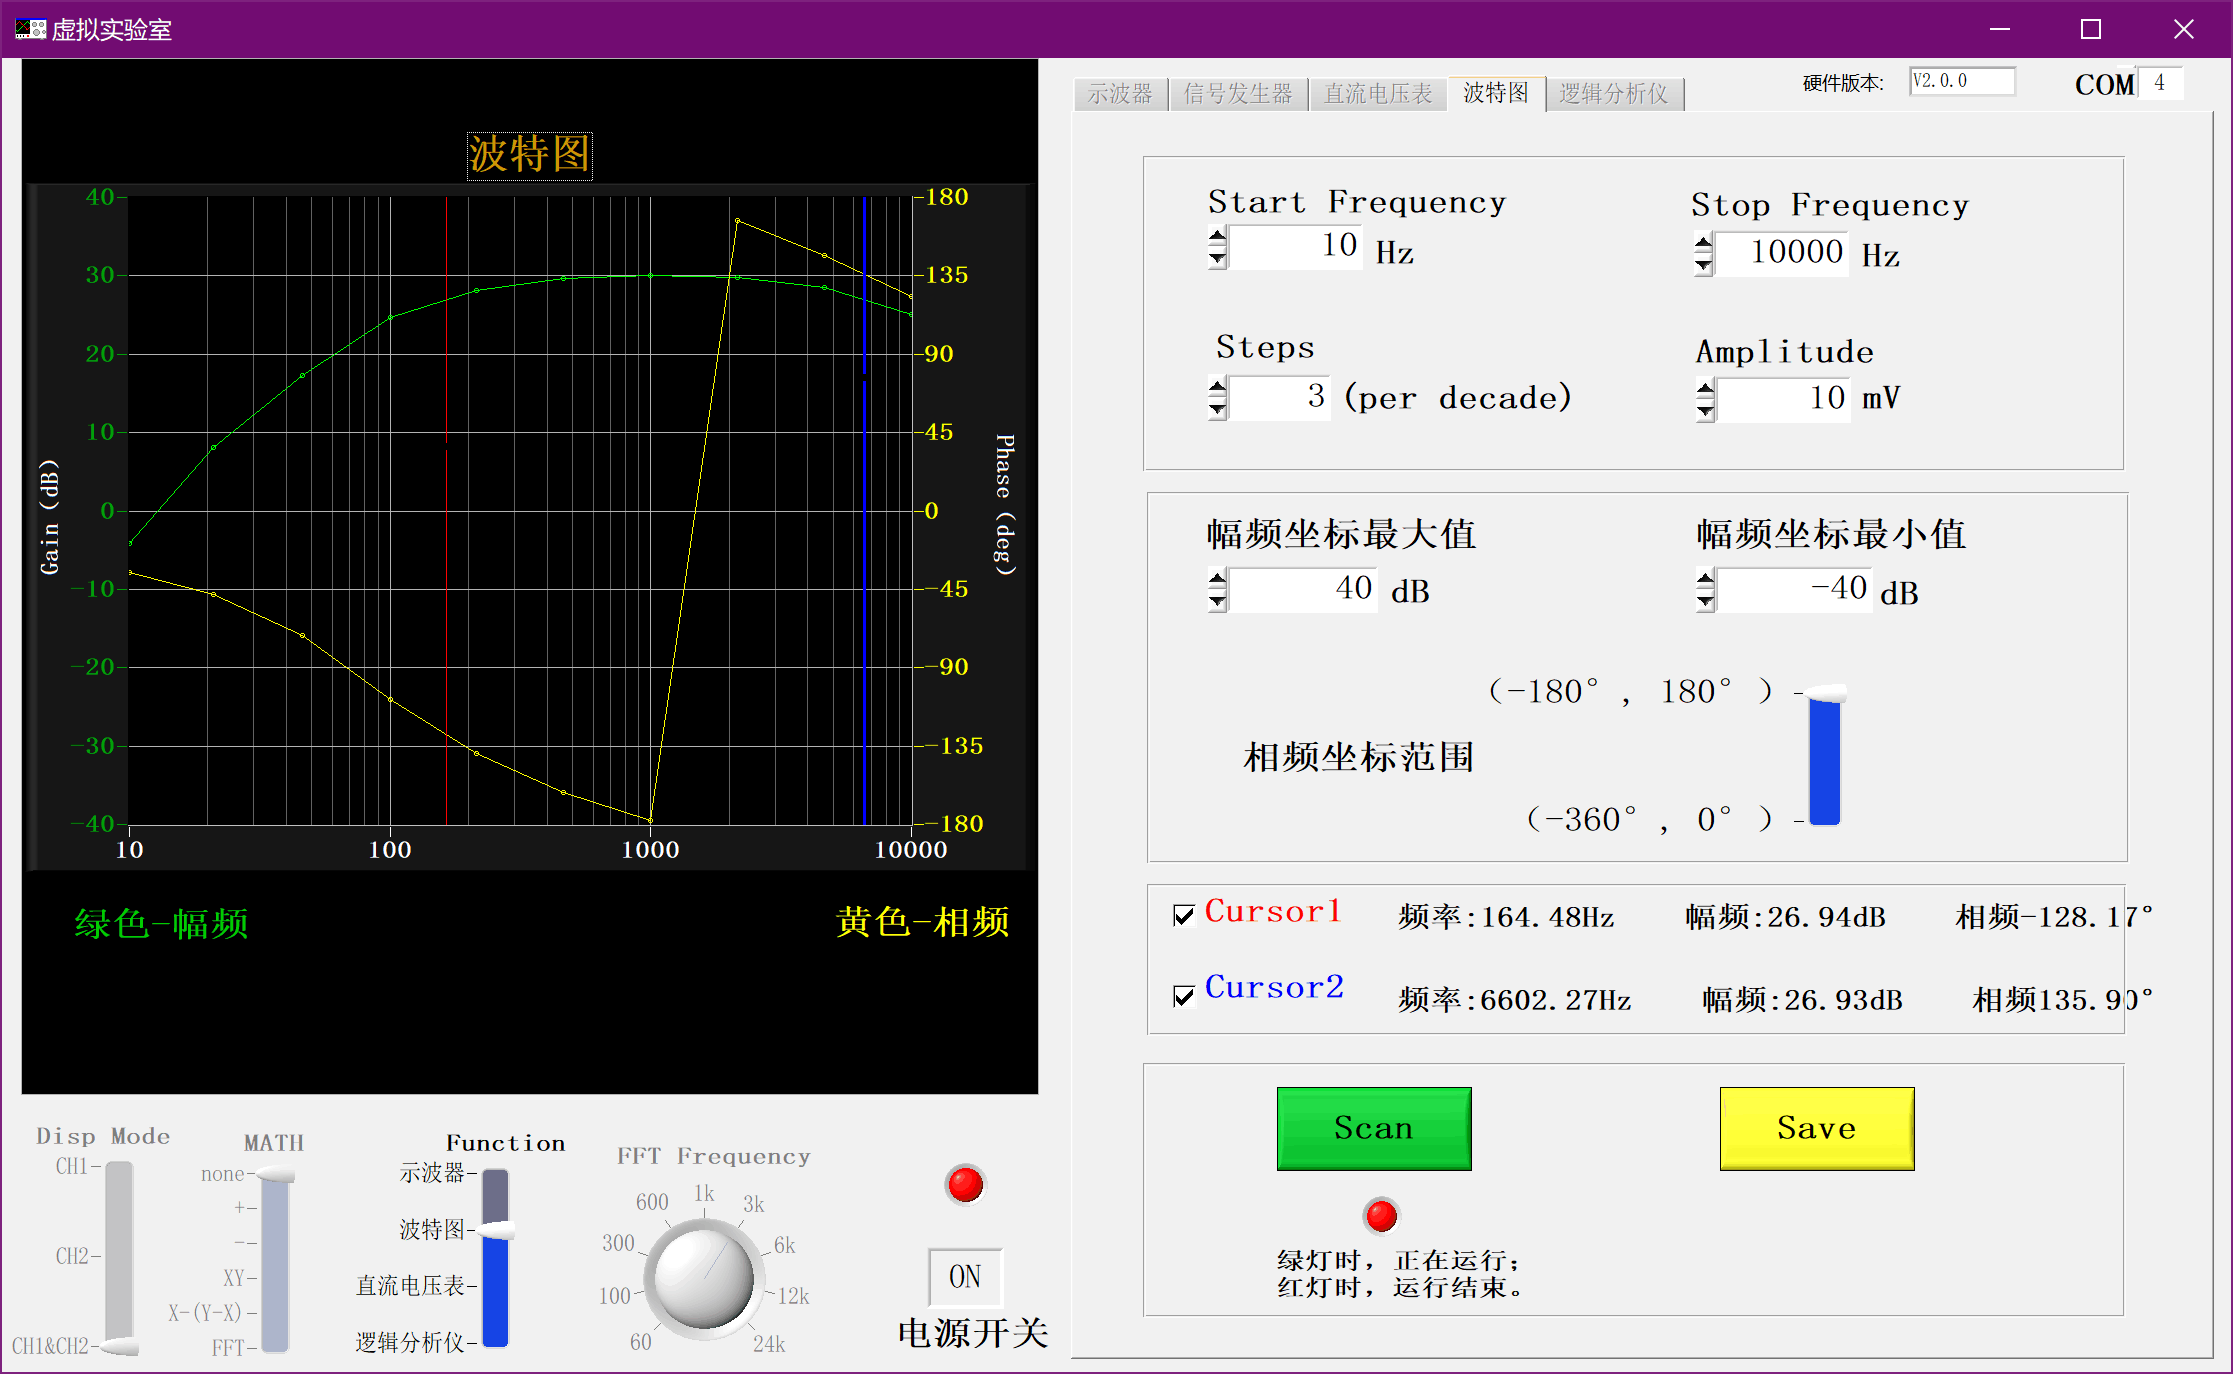 虚拟实验室
示波器 信号发生器 直流电压表 波特图 逻辑分析仪 硬件版本: V2.0.0 COM 4
波特图
40 180
30 135
20 90
10 45
0 0
-10 -45
-20 -90
-30 -135
-40 -180
10 100 1000 10000
Gain (dB)
Phase (deg)
绿色-幅频 黄色-相频
Start Frequency Stop Frequency
10 Hz 10000 Hz
Steps Amplitude
3 (per decade) 10 mV
幅频坐标最大值 幅频坐标最小值
40 dB -40 dB
(-180° , 180° )
相频坐标范围
(-360° , 0° )
Cursor1 频率:164.48Hz 幅频:26.94dB 相频-128.17°
Cursor2 频率:6602.27Hz 幅频:26.93dB 相频135.90°
Scan Save
绿灯时，正在运行；
红灯时，运行结束。
Disp Mode
CH1
CH2
CH1&CH2
MATH
none
+
-
XY
X-(Y-X)
FFT
Function
示波器
波特图
直流电压表
逻辑分析仪
FFT Frequency
60
100
300
600
1k
3k
6k
12k
24k
ON
电源开关